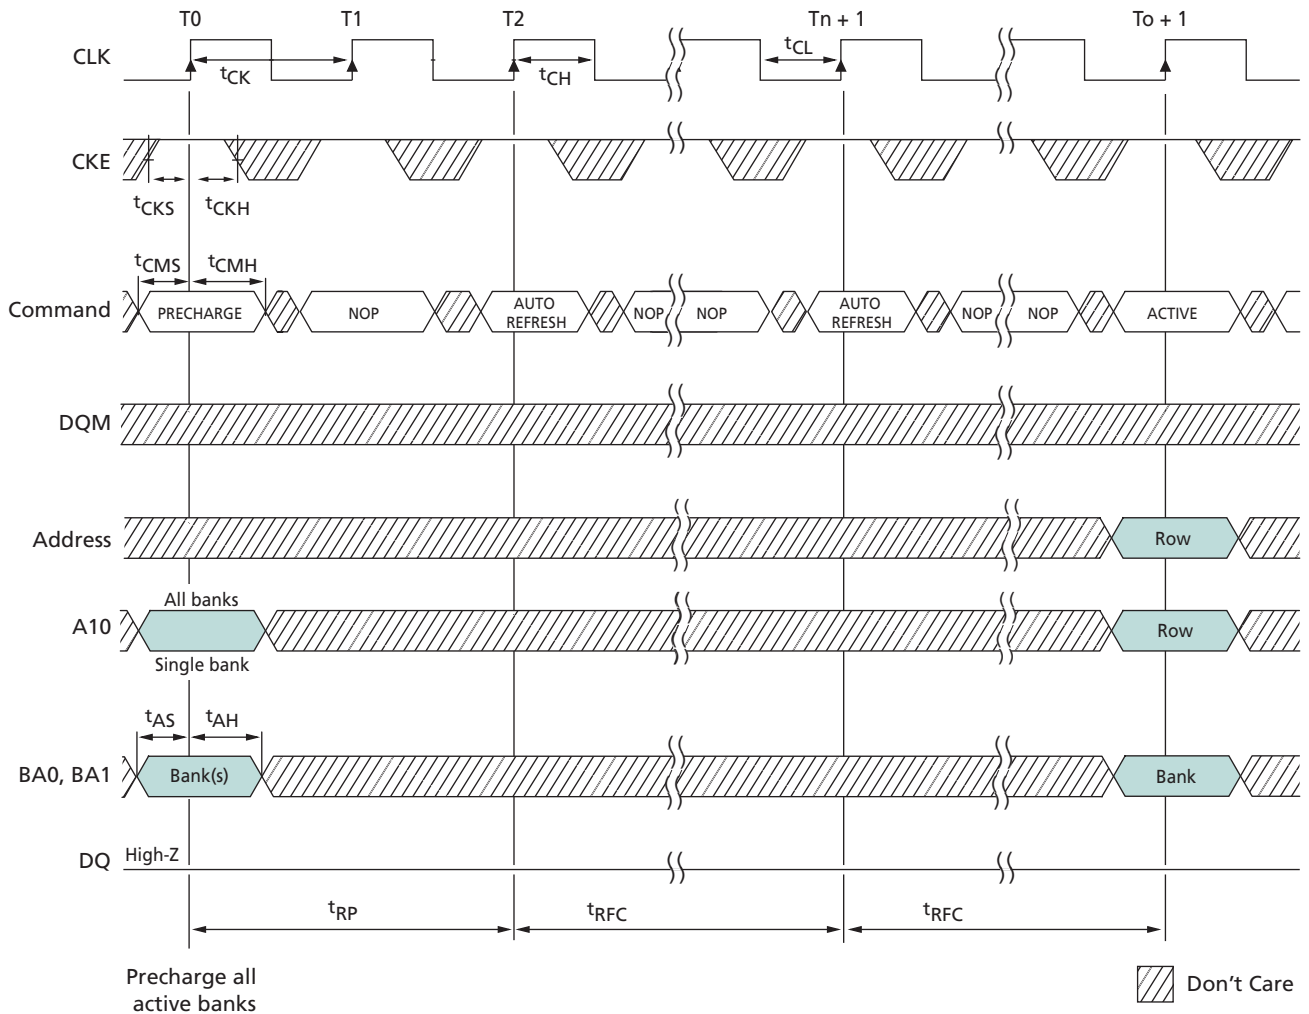 T0 T1 T2 Tn + 1 To + 1
CLK
tCK tCH tCL
CKE
tCKS tCKH
tCMS tCMH
Command PRECHARGE NOP AUTO REFRESH NOP NOP AUTO REFRESH NOP NOP ACTIVE
DQM
Address Row
All banks
A10 Row
Single bank
tAS tAH
BA0, BA1 Bank(s) Bank
DQ High-Z
tRP tRFC tRFC
Precharge all
active banks
Don't Care